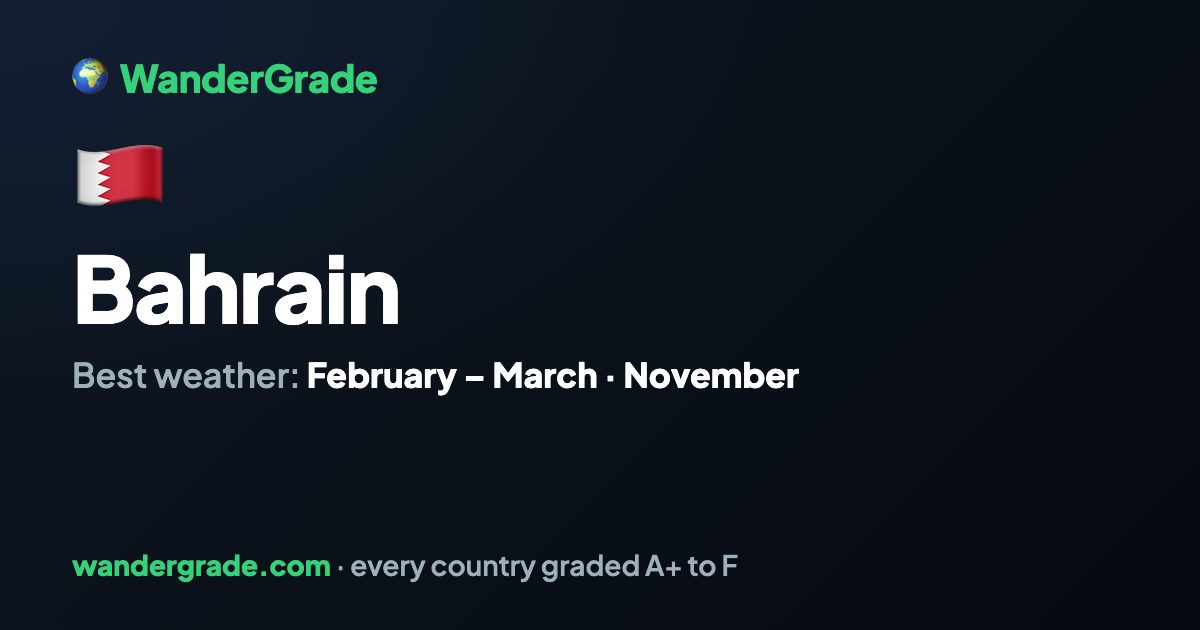 WanderGrade
Bahrain
Best weather: February – March · November
wandergrade.com · every country graded A+ to F